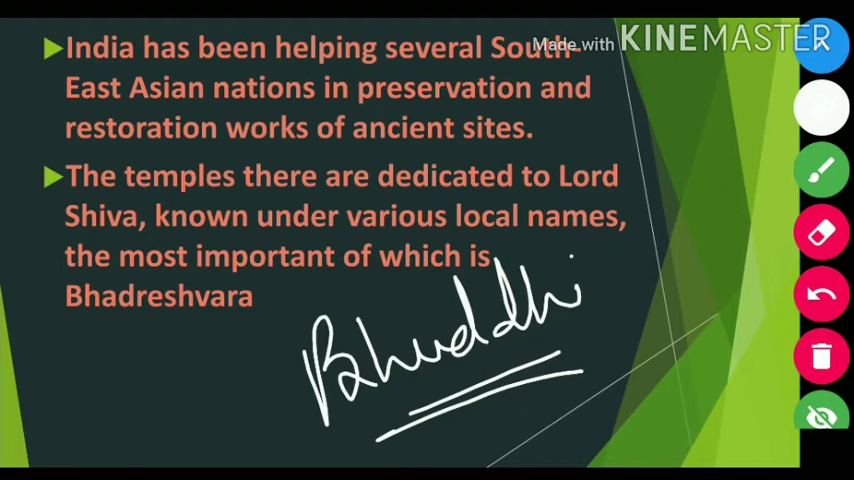 India has been helping several South-
Made with KINEMASTER
East Asian nations in preservation and
restoration works of ancient sites.
The temples there are dedicated to Lord
Shiva, known under various local names,
the most important of which is
Bhadreshvara
Bhuddhi